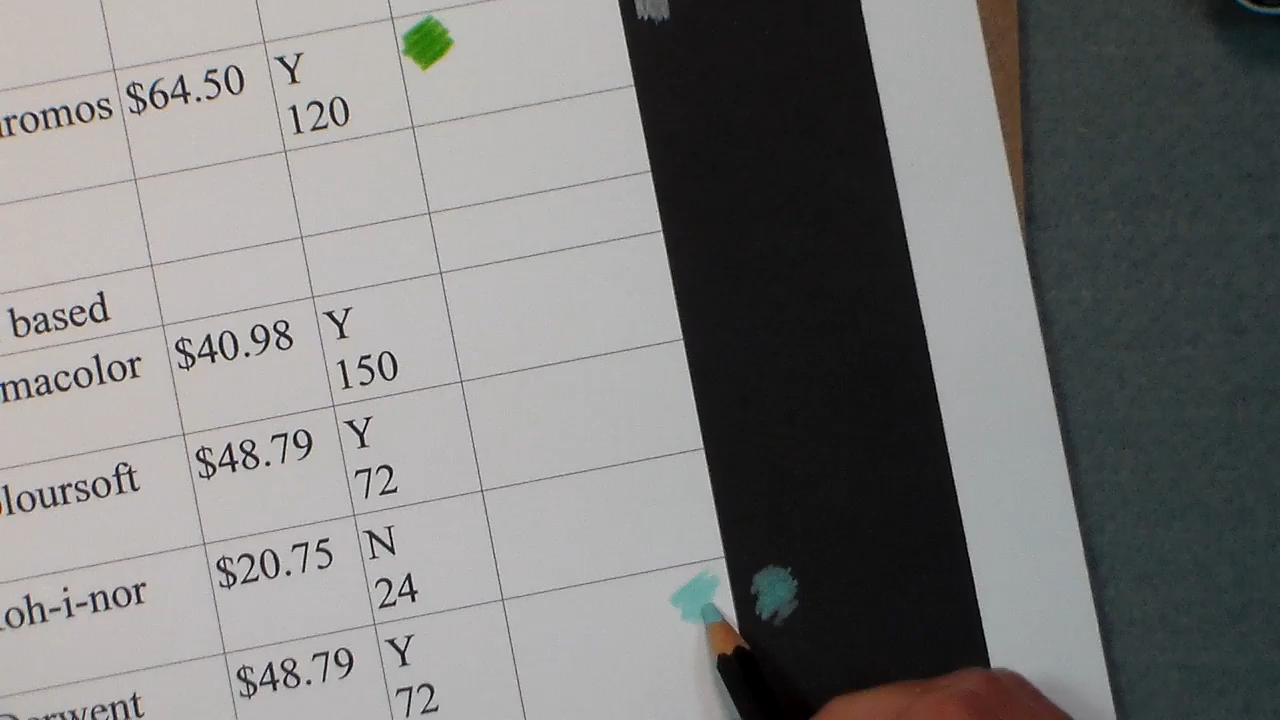 romos $64.50 Y
120
based
macolor $40.98 Y
150
loursoft $48.79 Y
72
oh-i-nor $20.75 N
24
erwent $48.79 Y
72